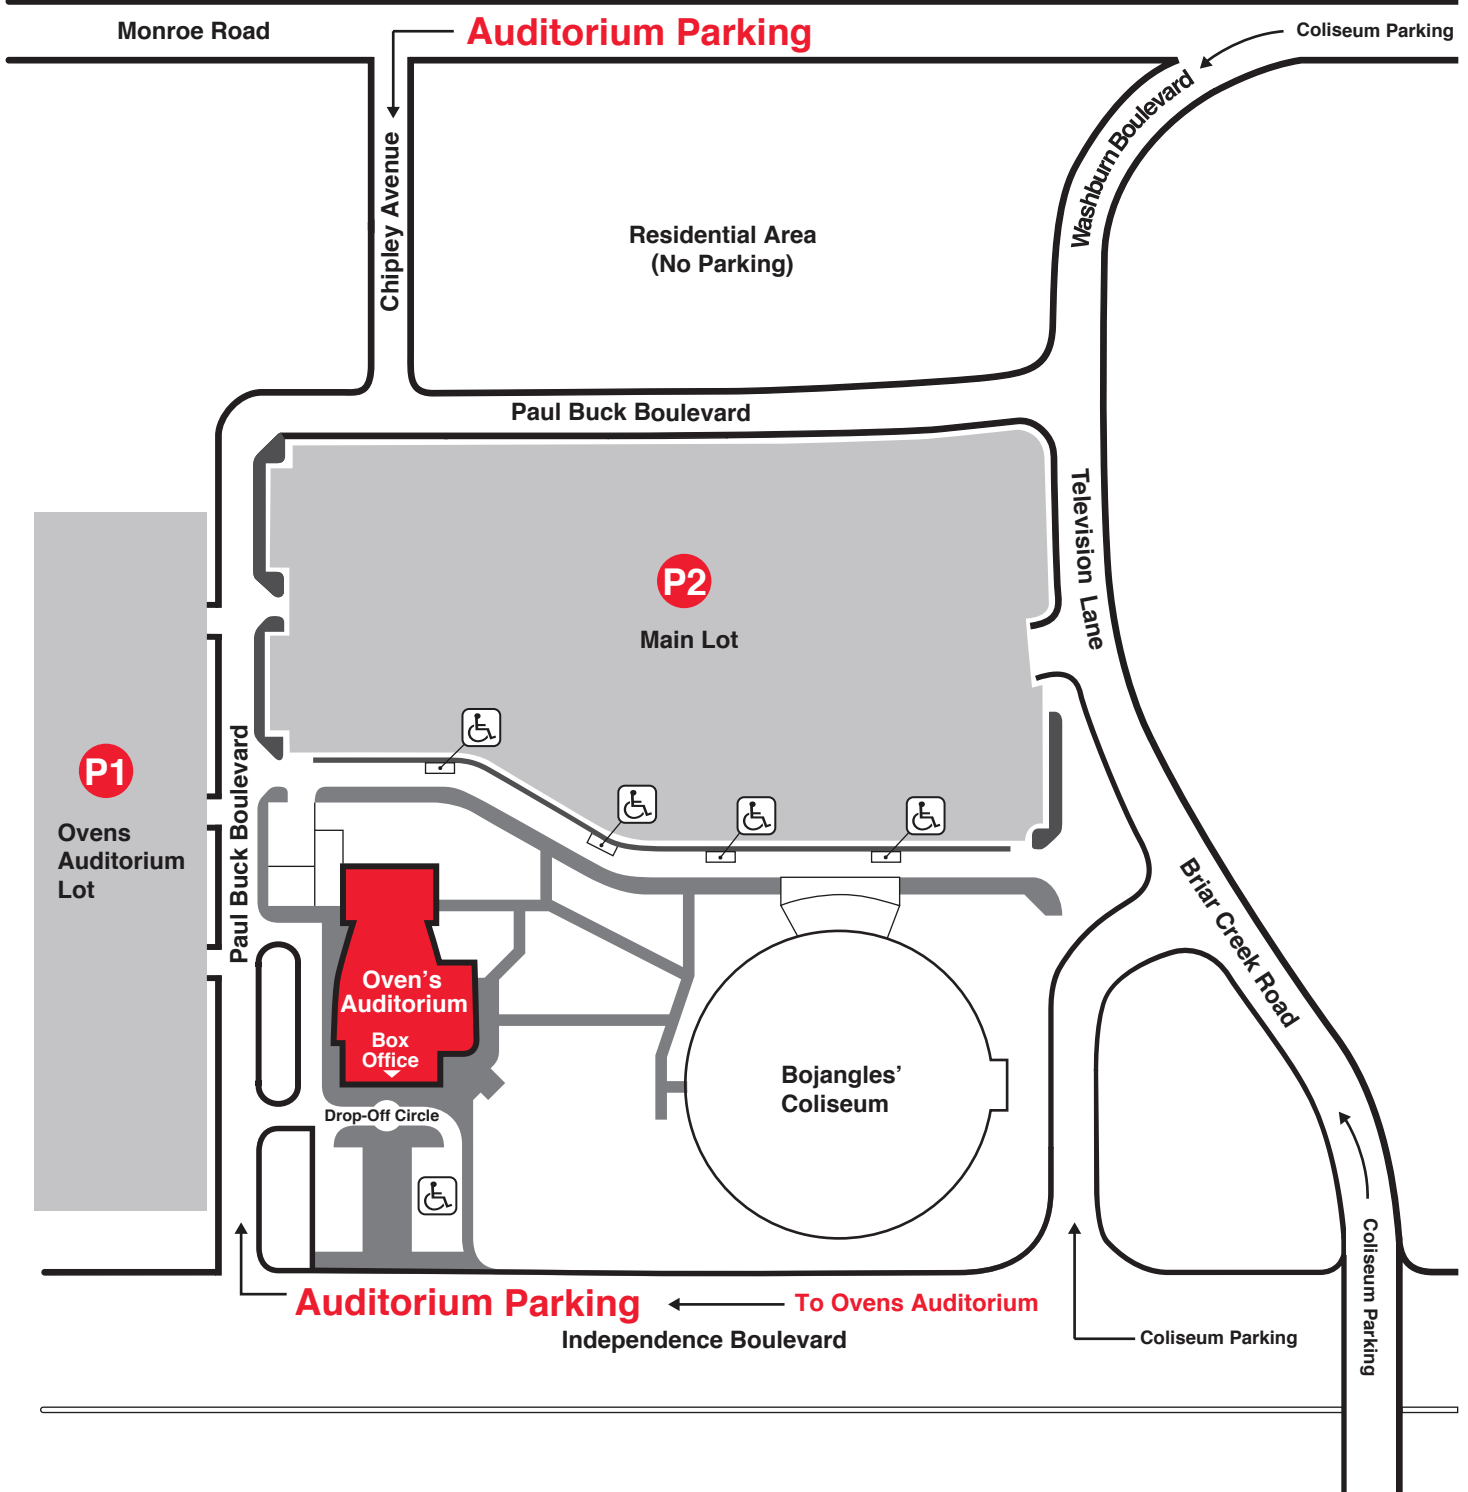 Monroe Road
Auditorium Parking
Coliseum Parking
Washburn Boulevard
Chipley Avenue
Residential Area
(No Parking)
Paul Buck Boulevard
Television Lane
P2
Main Lot
P1
Ovens
Auditorium
Lot
Paul Buck Boulevard
Briar Creek Road
Oven's
Auditorium
Box
Office
Bojangles'
Coliseum
Drop-Off Circle
Coliseum Parking
Auditorium Parking
To Ovens Auditorium
Independence Boulevard
Coliseum Parking